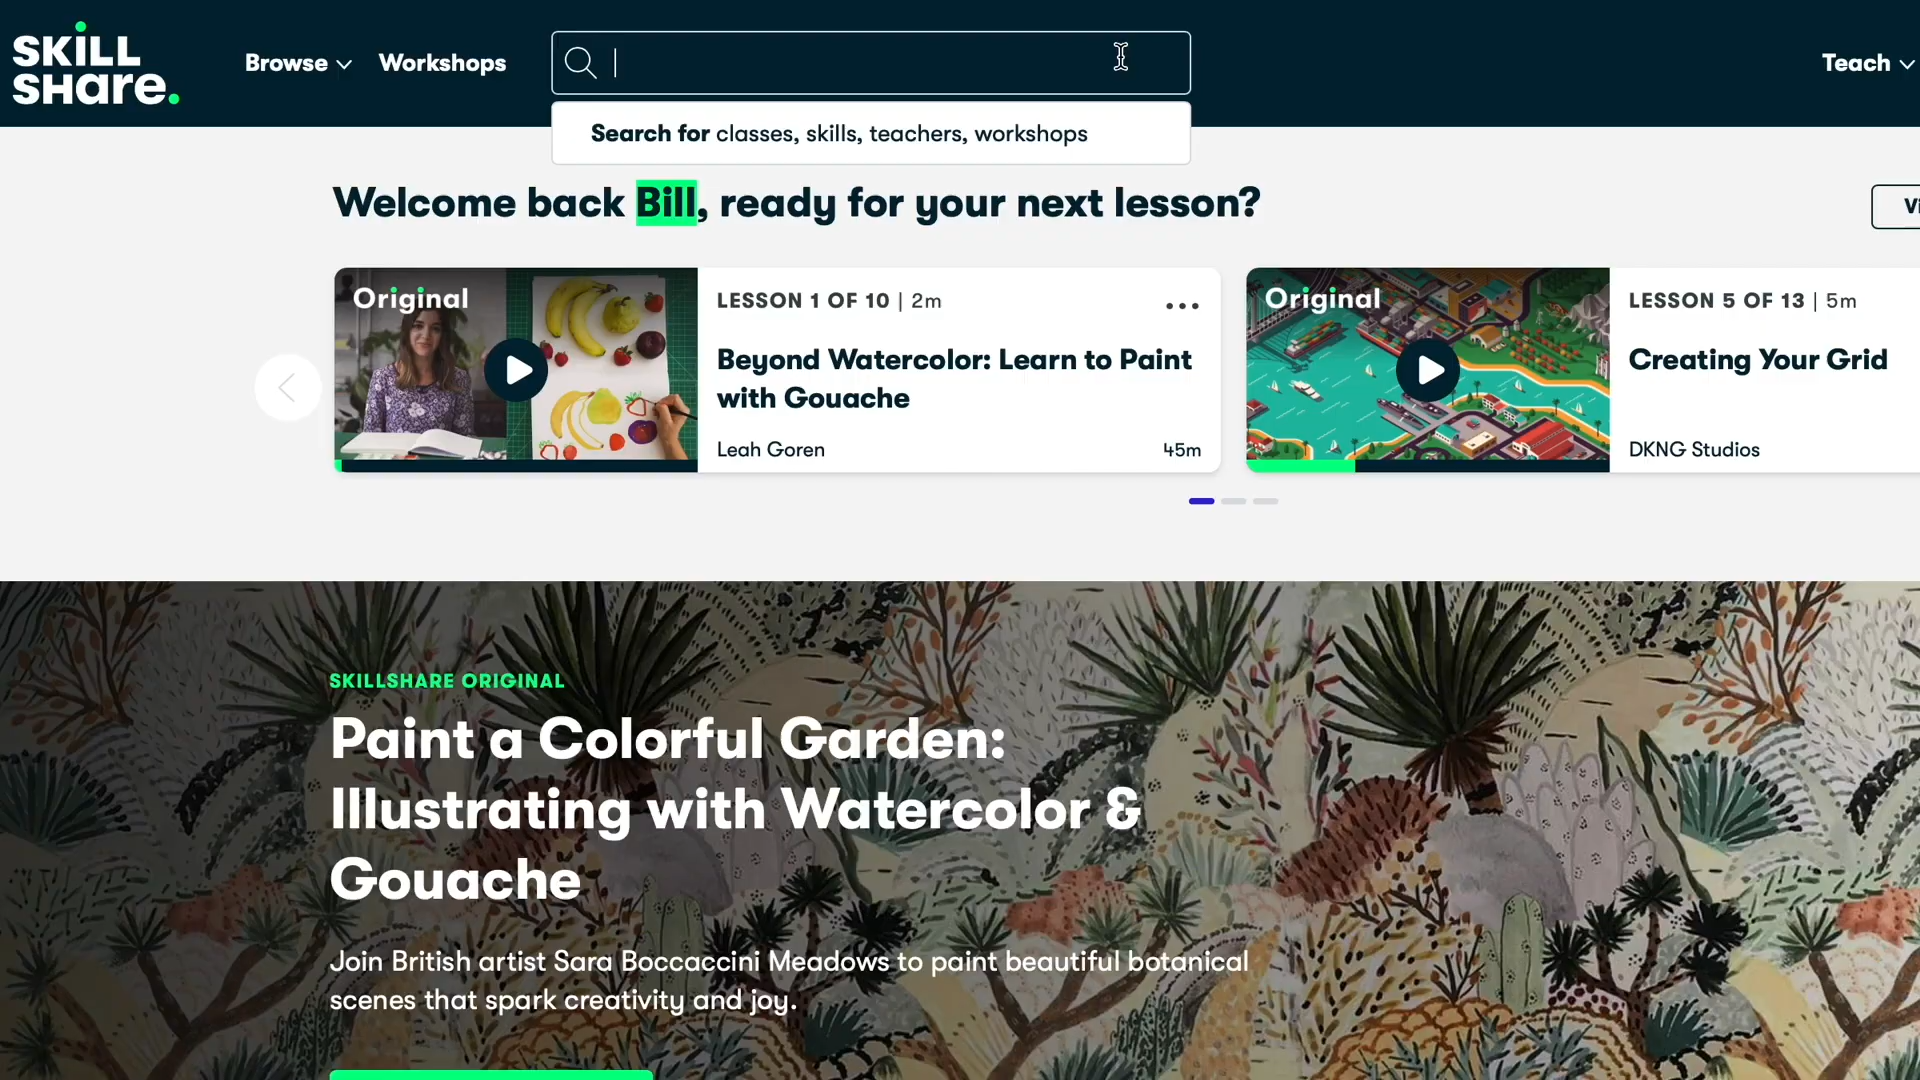 SKILL
SHare.
Browse
Workshops
Teach
Search for classes, skills, teachers, workshops
Welcome back Bill, ready for your next lesson?
Original
LESSON 1 OF 10 | 2m
Beyond Watercolor: Learn to Paint
with Gouache
Leah Goren
45m
Original
LESSON 5 OF 13 | 5m
Creating Your Grid
DKNG Studios
SKILLSHARE ORIGINAL
Paint a Colorful Garden:
Illustrating with Watercolor &
Gouache
Join British artist Sara Boccaccini Meadows to paint beautiful botanical
scenes that spark creativity and joy.